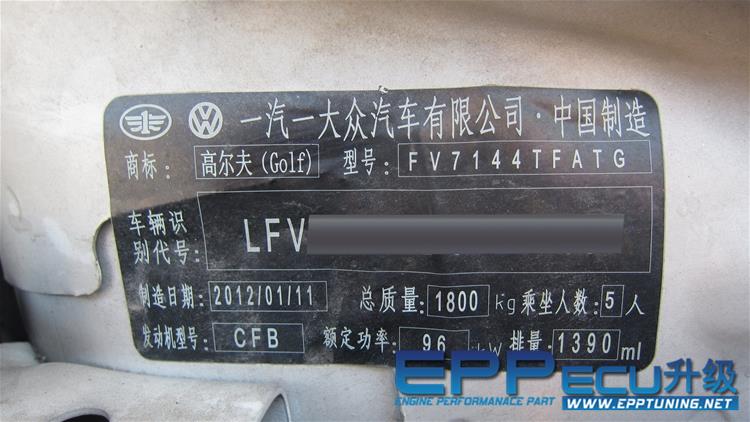 一汽一大众汽车有限公司·中国制造
商标: 高尔夫(Golf) 型号: FV7144TFATG
车辆识别代号: LFV
制造日期: 2012/01/11 总质量: 1800 kg 乘坐人数: 5 人
发动机型号: CFB 额定功率: 96 kW 排量: 1390 ml
EPP ECU升级
ENGINE PERFORMANACE PART
WWW.EPPTUNING.NET